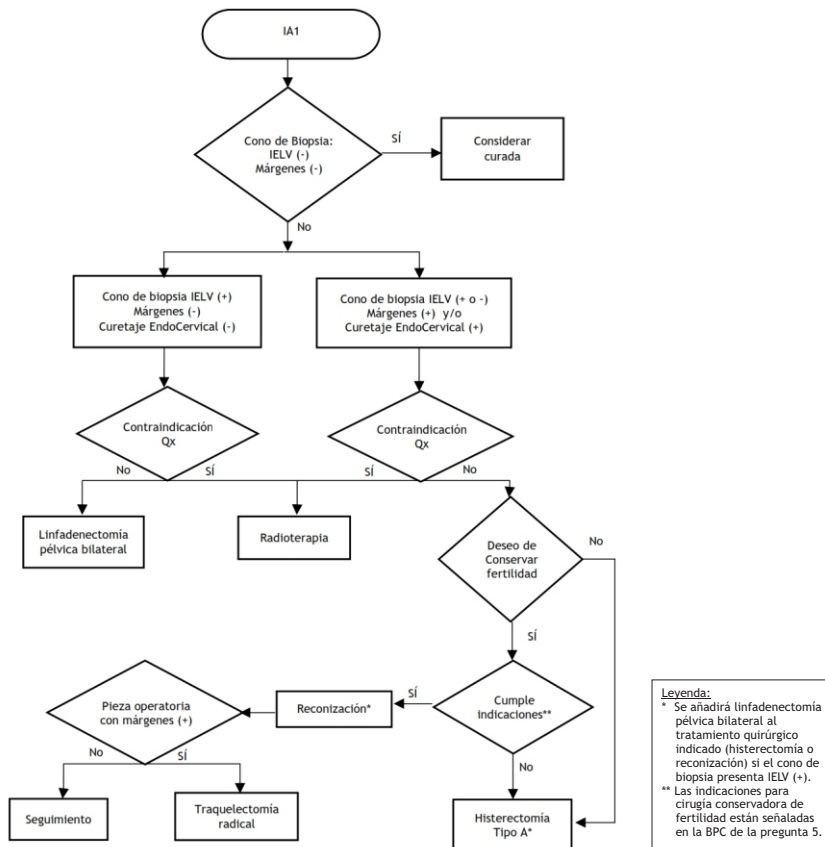 IA1
Cono de Biopsia:
IELV (-)
Márgenes (-)
SÍ
Considerar
curada
No
Cono de biopsia IELV (+)
Márgenes (-)
Curetaje EndoCervical (-)
Cono de biopsia IELV (+ o -)
Márgenes (+) y/o
Curetaje EndoCervical (+)
Contraindicación
Qx
Contraindicación
Qx
No
SÍ
SÍ
No
Linfadenectomía
pélvica bilateral
Radioterapia
Deseo de
Conservar
fertilidad
No
SÍ
Cumple
indicaciones**
SÍ
Reconización*
Pieza operatoria
con márgenes (+)
No
SÍ
No
Seguimiento
Traquelectomía
radical
Histerectomía
Tipo A*
Leyenda:
* Se añadirá linfadenectomía
pélvica bilateral al
tratamiento quirúrgico
indicado (histerectomía o
reconización) si el cono de
biopsia presenta IELV (+).
** Las indicaciones para
cirugía conservadora de
fertilidad están señaladas
en la BPC de la pregunta 5.